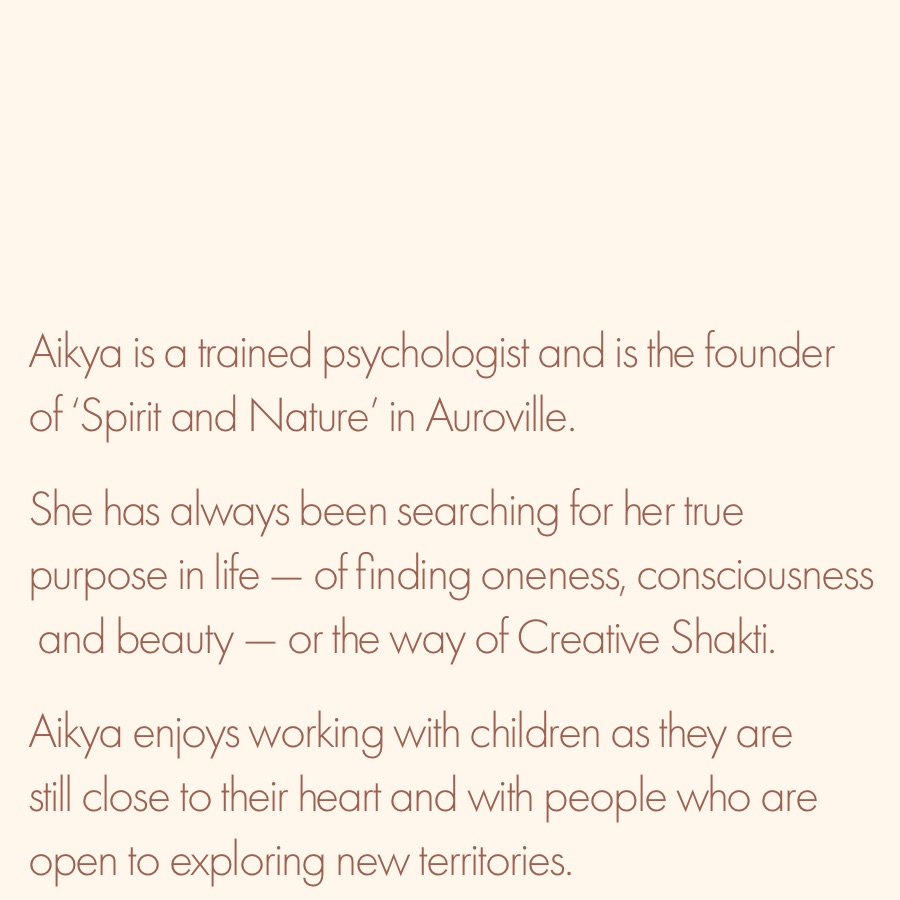 Aikya is a trained psychologist and is the founder
of ‘Spirit and Nature’ in Auroville.
She has always been searching for her true
purpose in life — of finding oneness, consciousness
and beauty — or the way of Creative Shakti.
Aikya enjoys working with children as they are
still close to their heart and with people who are
open to exploring new territories.